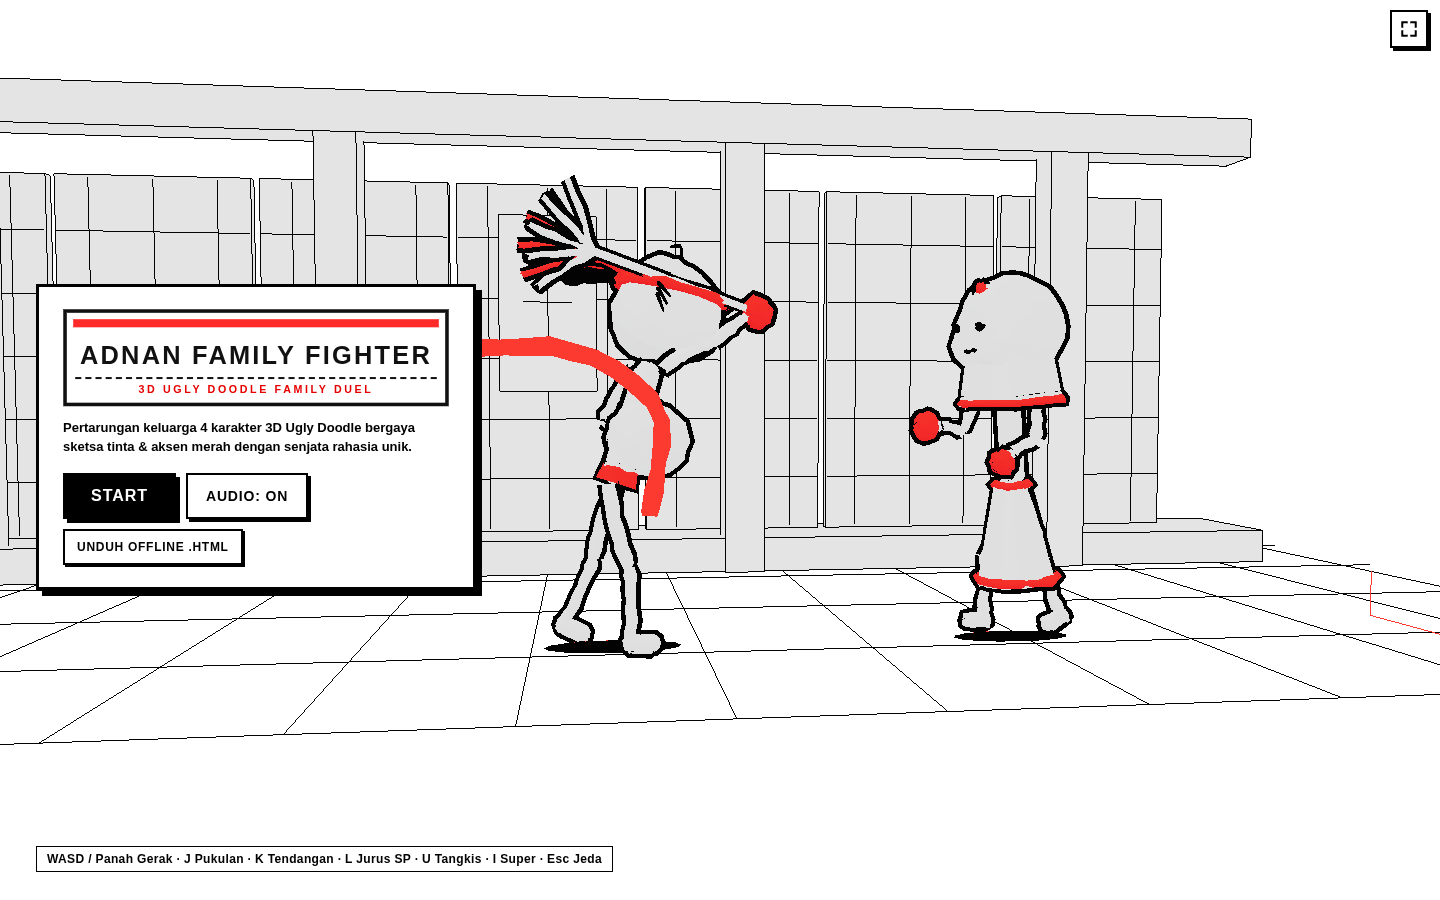 ADNAN FAMILY FIGHTER
3D UGLY DOODLE FAMILY DUEL
Pertarungan keluarga 4 karakter 3D Ugly Doodle bergaya
sketsa tinta & aksen merah dengan senjata rahasia unik.
START
AUDIO: ON
UNDUH OFFLINE .HTML
WASD / Panah Gerak · J Pukulan · K Tendangan · L Jurus SP · U Tangkis · I Super · Esc Jeda